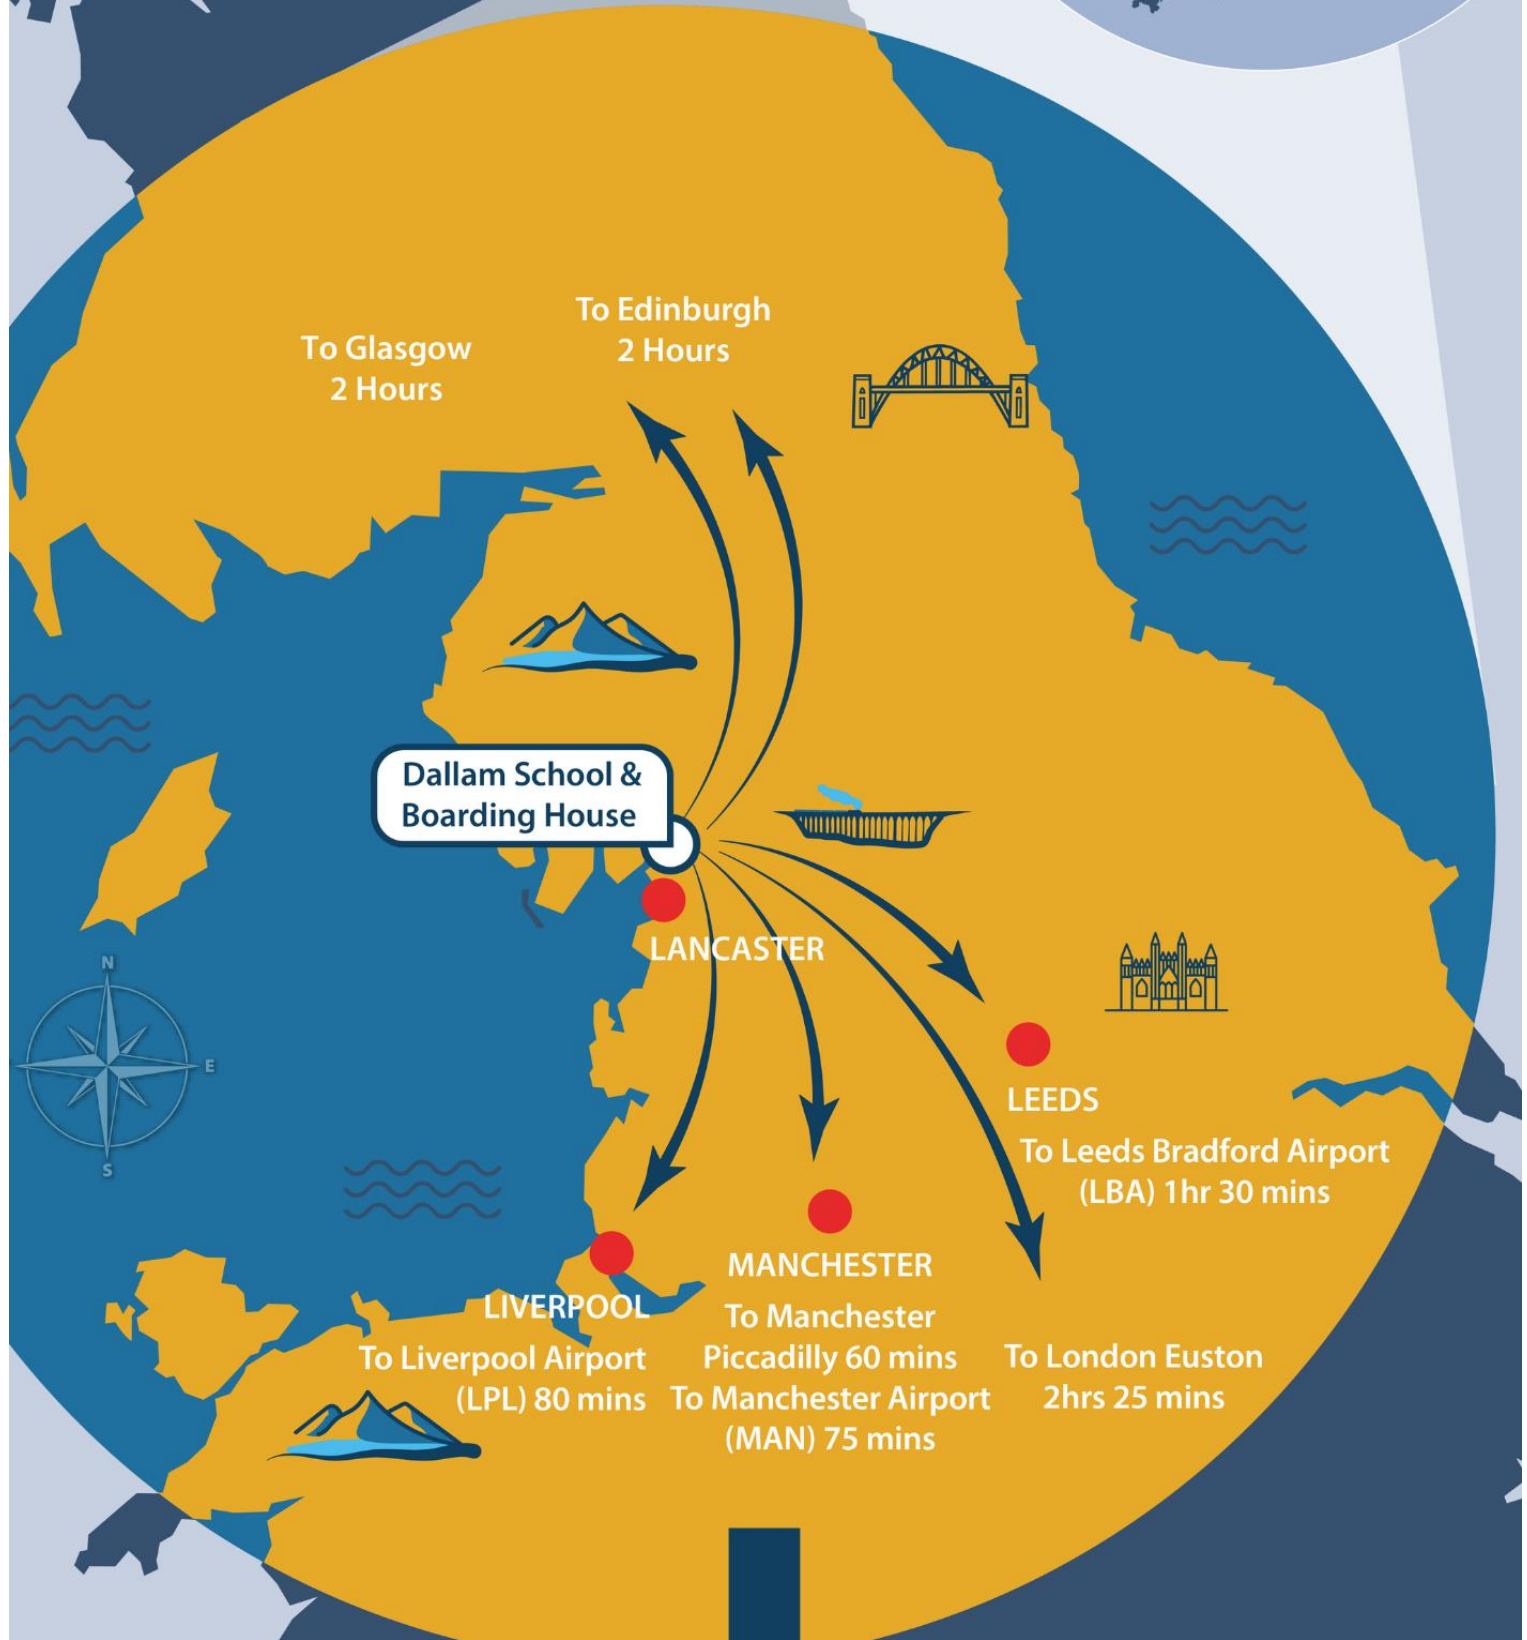 To Edinburgh
2 Hours
To Glasgow
2 Hours
Dallam School &
Boarding House
LANCASTER
N
E
S
LEEDS
To Leeds Bradford Airport
(LBA) 1hr 30 mins
MANCHESTER
To Manchester
Piccadilly 60 mins
To Manchester Airport
(MAN) 75 mins
LIVERPOOL
To Liverpool Airport
(LPL) 80 mins
To London Euston
2hrs 25 mins